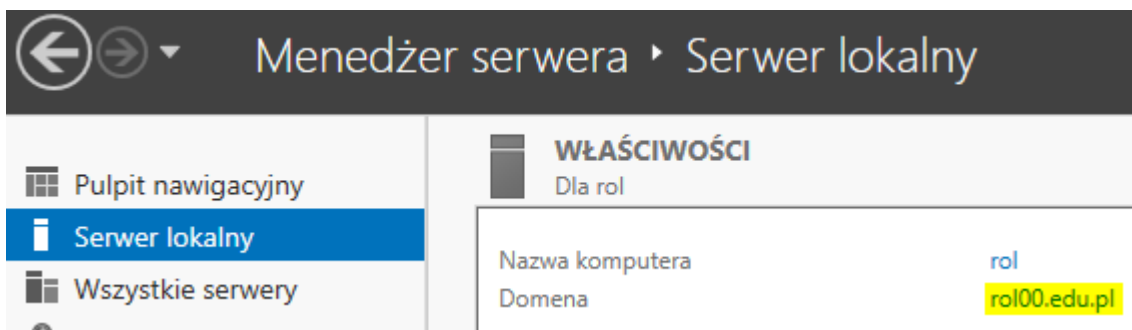 Menedżer serwera ‣ Serwer lokalny
Pulpit nawigacyjny
Serwer lokalny
Wszystkie serwery
WŁAŚCIWOŚCI
Dla rol
Nazwa komputera rol
Domena rol00.edu.pl